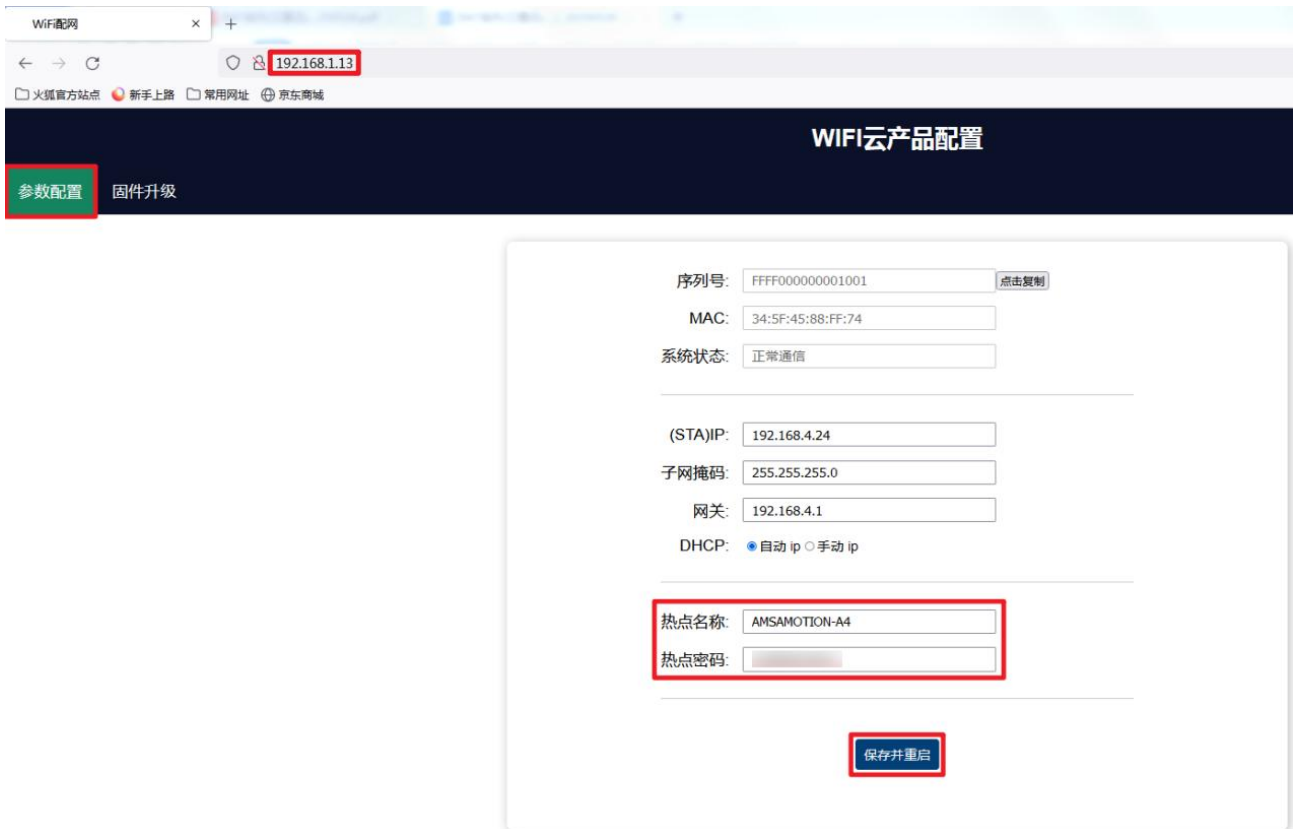 WiFi配网
192.168.1.13
火狐官方站点 新手上路 常用网址 京东商城
WIFI云产品配置
参数配置 固件升级
序列号: FFFF000000001001 点击复制
MAC: 34:5F:45:88:FF:74
系统状态: 正常通信
(STA)IP: 192.168.4.24
子网掩码: 255.255.255.0
网关: 192.168.4.1
DHCP: 自动 ip 手动 ip
热点名称: AMSAMOTION-A4
热点密码:
保存并重启